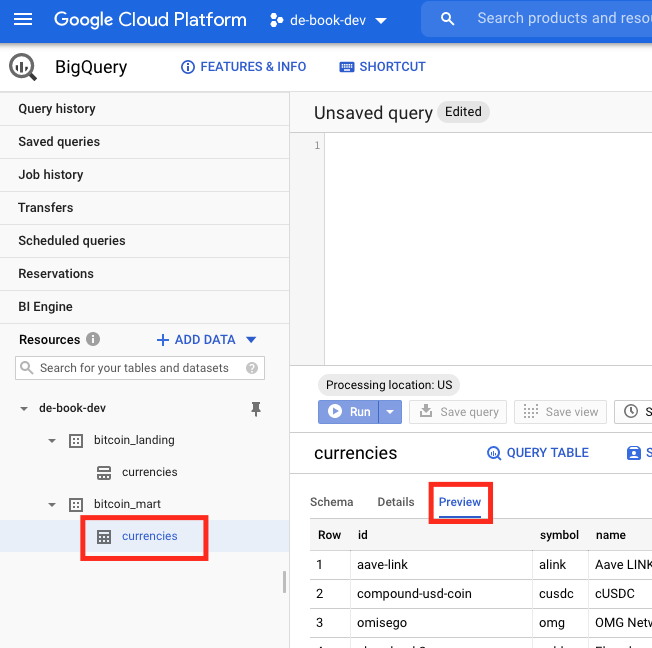 Google Cloud Platform
de-book-dev
Search products and reso
BigQuery
FEATURES & INFO
SHORTCUT
Query history
Saved queries
Job history
Transfers
Scheduled queries
Reservations
BI Engine
Resources
ADD DATA
Search for your tables and datasets
de-book-dev
bitcoin_landing
currencies
bitcoin_mart
currencies
Unsaved query
Edited
1
Processing location: US
Run
Save query
Save view
S
currencies
QUERY TABLE
S
Schema
Details
Preview
Row id symbol name
1 aave-link alink Aave LINK
2 compound-usd-coin cusdc cUSDC
3 omisego omg OMG Netw